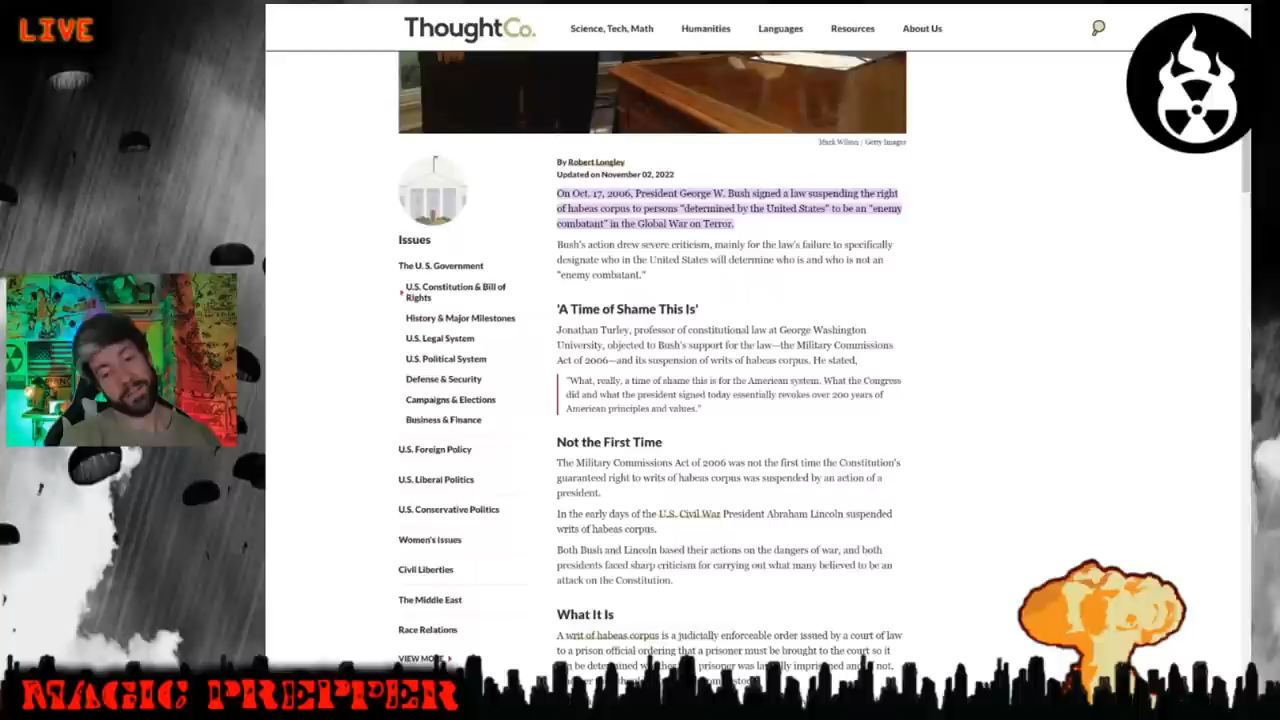 LIVE
ThoughtCo.
Science, Tech, Math
Humanities
Languages
Resources
About Us
Mark Wilson / Getty Images
By Robert Longley
Updated on November 02, 2022
On Oct. 17, 2006, President George W. Bush signed a law suspending the right
of habeas corpus to persons "determined by the United States" to be an "enemy
combatant" in the Global War on Terror.
Bush's action drew severe criticism, mainly for the law's failure to specifically
designate who in the United States will determine who is and who is not an
"enemy combatant."
'A Time of Shame This Is'
Jonathan Turley, professor of constitutional law at George Washington
University, objected to Bush's support for the law—the Military Commissions
Act of 2006—and its suspension of writs of habeas corpus. He stated,
"What, really, a time of shame this is for the American system. What the Congress
did and what the president signed today essentially revokes over 200 years of
American principles and values."
Not the First Time
The Military Commissions Act of 2006 was not the first time the Constitution's
guaranteed right to writs of habeas corpus was suspended by an action of a
president.
In the early days of the U.S. Civil War President Abraham Lincoln suspended
writs of habeas corpus.
Both Bush and Lincoln based their actions on the dangers of war, and both
presidents faced sharp criticism for carrying out what many believed to be an
attack on the Constitution.
What It Is
A writ of habeas corpus is a judicially enforceable order issued by a court of law
to a prison official ordering that a prisoner must be brought to the court so it
be determined prisoner was not,
Issues
The U. S. Government
U.S. Constitution & Bill of
Rights
History & Major Milestones
U.S. Legal System
U.S. Political System
Defense & Security
Campaigns & Elections
Business & Finance
U.S. Foreign Policy
U.S. Liberal Politics
U.S. Conservative Politics
Women's Issues
Civil Liberties
The Middle East
Race Relations
VIEW MORE
MAGIC PREPPER